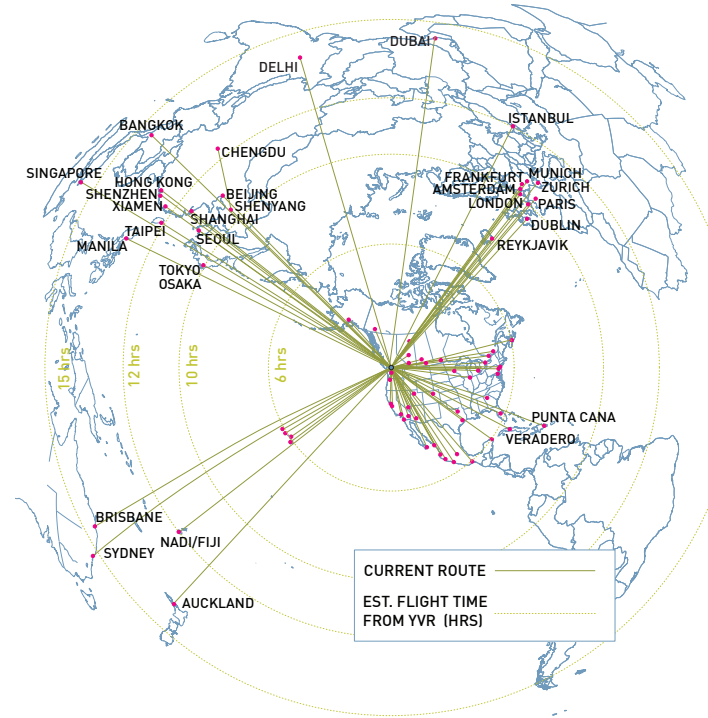 DUBAI
DELHI
ISTANBUL
BANGKOK
CHENGDU
SINGAPORE
HONG KONG
SHENZHEN
XIAMEN
BEIJING
SHENYANG
SHANGHAI
TAIPEI
SEOUL
MANILA
TOKYO
OSAKA
FRANKFURT
MUNICH
AMSTERDAM
ZURICH
LONDON
PARIS
DUBLIN
REYKJAVIK
15 hrs
12 hrs
10 hrs
6 hrs
PUNTA CANA
VERADERO
BRISBANE
SYDNEY
NADI/FIJI
AUCKLAND
CURRENT ROUTE
EST. FLIGHT TIME
FROM YVR (HRS)